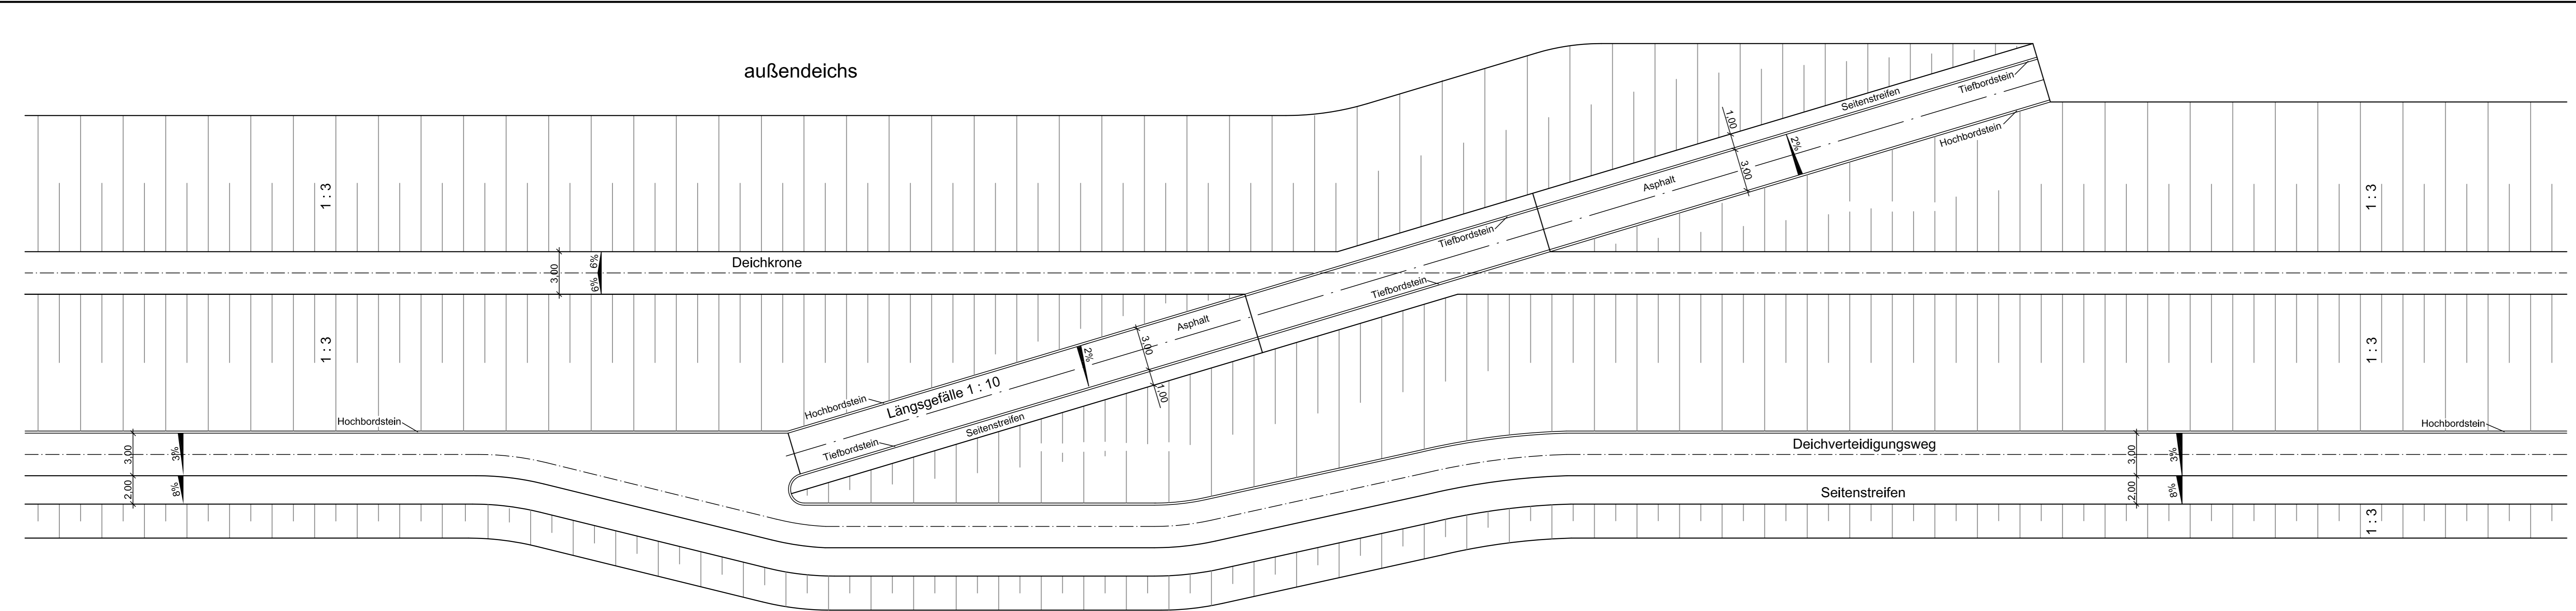 außendeichs
Tiefbordstein
Seitenstreifen
1,00
2%
Hochbordstein
3,00
Asphalt
1 : 3
1 : 3
Tiefbordstein
Deichkrone
3,00
6%
6%
Tiefbordstein
Asphalt
3,00
2%
1,00
1 : 3
1 : 3
Längsgefälle 1 : 10
Hochbordstein
Seitenstreifen
Tiefbordstein
Hochbordstein
Hochbordstein
3,00
3%
Deichverteidigungsweg
3,00
3%
2,00
8%
Seitenstreifen
2,00
8%
1 : 3